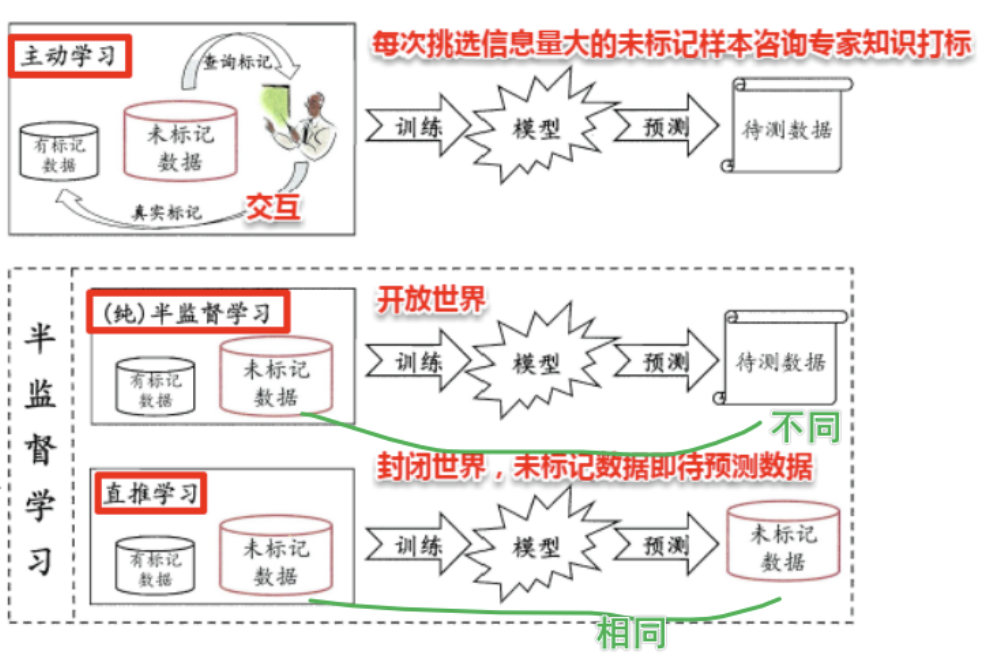 主动学习
每次挑选信息量大的未标记样本咨询专家知识打标
查询标记
有标记
数据
未标记
数据
训练
模型
预测
待测数据
真实标记
交互
半监督学习
(纯)半监督学习
开放世界
有标记
数据
未标记
数据
训练
模型
预测
待测数据
不同
封闭世界，未标记数据即待预测数据
直推学习
有标记
数据
未标记
数据
训练
模型
预测
未标记
数据
相同